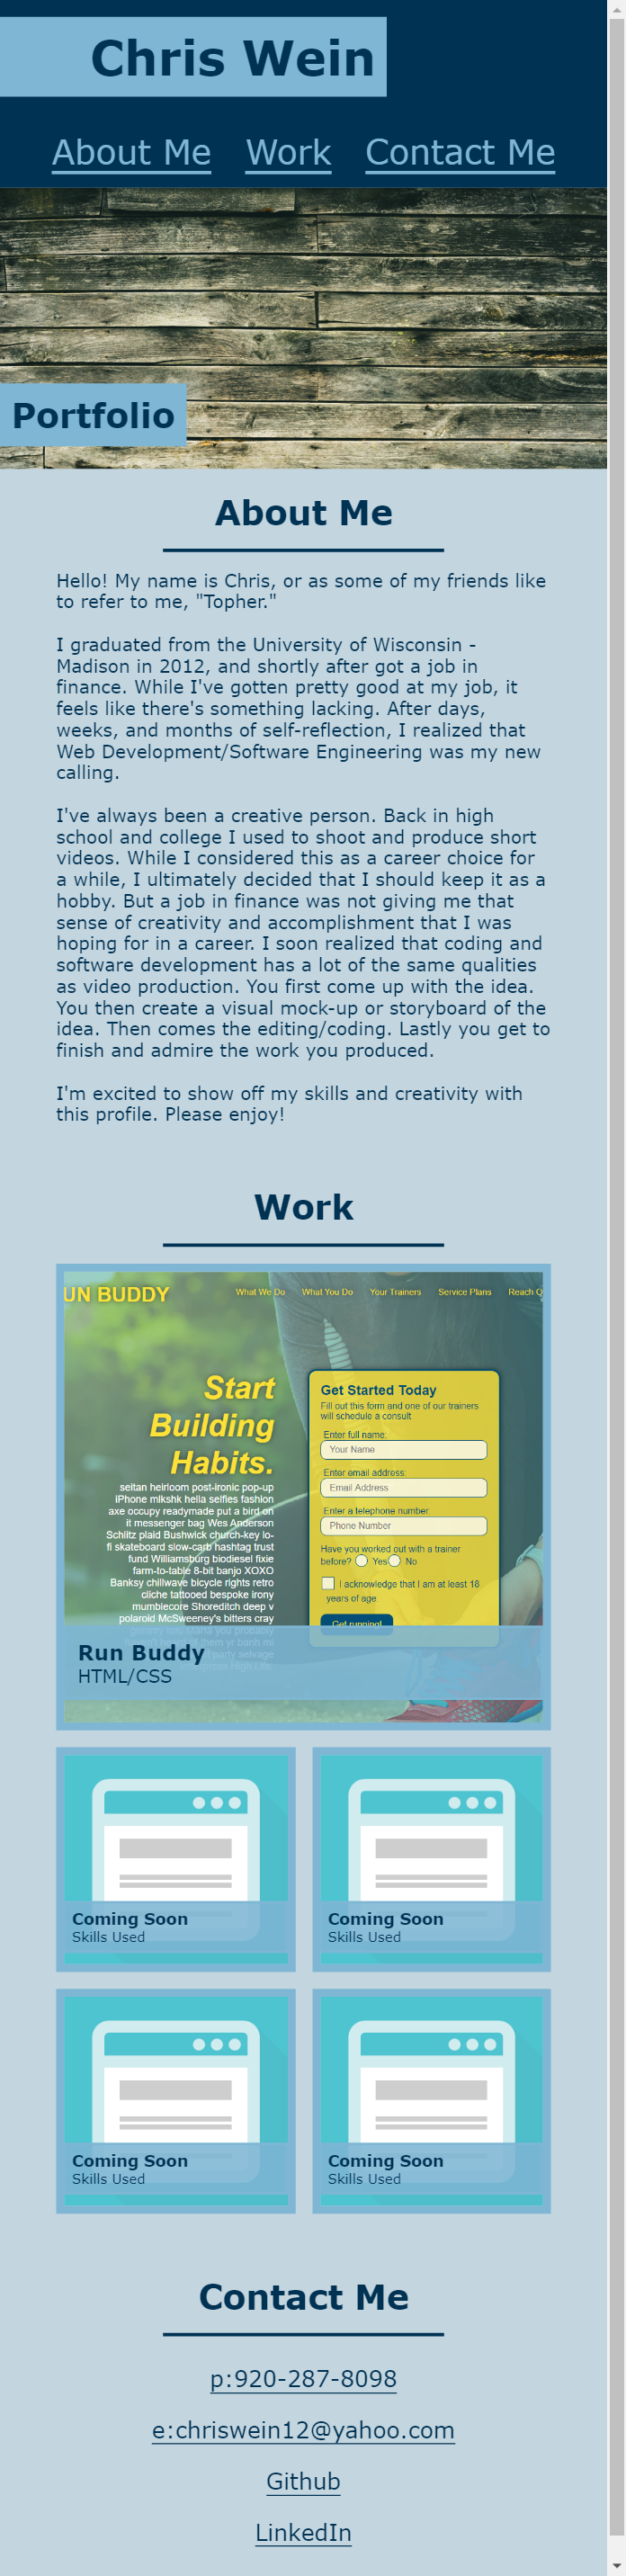 Chris Wein
About Me Work Contact Me
Portfolio
About Me
Hello! My name is Chris, or as some of my friends like
to refer to me, "Topher."
I graduated from the University of Wisconsin -
Madison in 2012, and shortly after got a job in
finance. While I've gotten pretty good at my job, it
feels like there's something lacking. After days,
weeks, and months of self-reflection, I realized that
Web Development/Software Engineering was my new
calling.
I've always been a creative person. Back in high
school and college I used to shoot and produce short
videos. While I considered this as a career choice for
a while, I ultimately decided that I should keep it as a
hobby. But a job in finance was not giving me that
sense of creativity and accomplishment that I was
hoping for in a career. I soon realized that coding and
software development has a lot of the same qualities
as video production. You first come up with the idea.
You then create a visual mock-up or storyboard of the
idea. Then comes the editing/coding. Lastly you get to
finish and admire the work you produced.
I'm excited to show off my skills and creativity with
this profile. Please enjoy!
Work
UN BUDDY What We Do What You Do Your Trainers Service Plans Reach
Start
Building
Habits.
seitan heirloom post-ironic pop-up
iPhone mlkshk hella selfies fashion
axe occupy readymade put a bird on
it messenger bag Wes Anderson
Schlitz plaid Bushwick church-key lo-
fi skateboard slow-carb hashtag trust
fund Williamsburg biodiesel fixie
farm-to-table 8-bit banjo XOXO
Banksy chillwave bicycle rights retro
cliche tattooed bespoke irony
mumblecore Shoreditch deep v
polaroid McSweeney's bitters cray
Get Started Today
Fill out this form and one of our trainers
will schedule a consult
Enter full name:
Your Name
Enter email address:
Email Address
Enter a telephone number:
Phone Number
Have you worked out with a trainer
before? Yes No
I acknowledge that I am at least 18
years of age
Get running!
Run Buddy
HTML/CSS
Coming Soon
Skills Used
Coming Soon
Skills Used
Coming Soon
Skills Used
Coming Soon
Skills Used
Contact Me
p:920-287-8098
e:chriswein12@yahoo.com
Github
LinkedIn